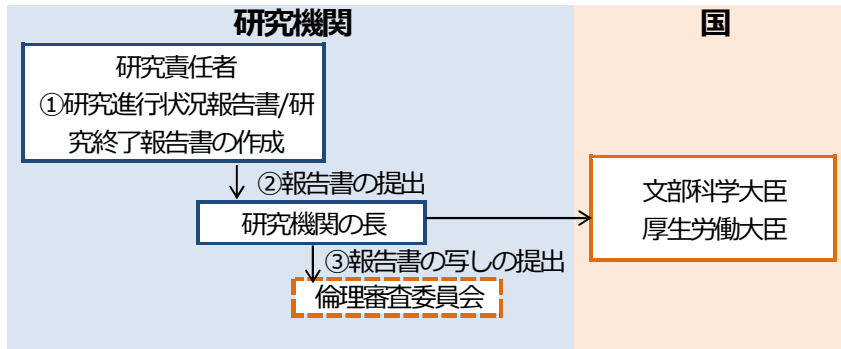 研究機関
国
研究責任者
①研究進行状況報告書/研
究終了報告書の作成
②報告書の提出
研究機関の長
文部科学大臣
厚生労働大臣
③報告書の写しの提出
倫理審査委員会